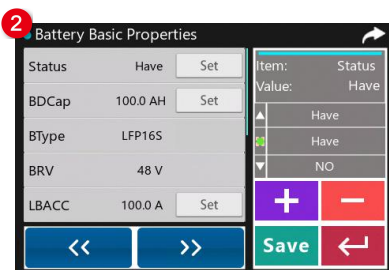 2
Battery Basic Properties
Status Have Set
BDCap 100.0 AH Set
BType LFP16S
BRV 48 V
LBACC 100.0 A Set
<< >>
Item: Status
Value: Have
Have
Have
NO
+ −
Save